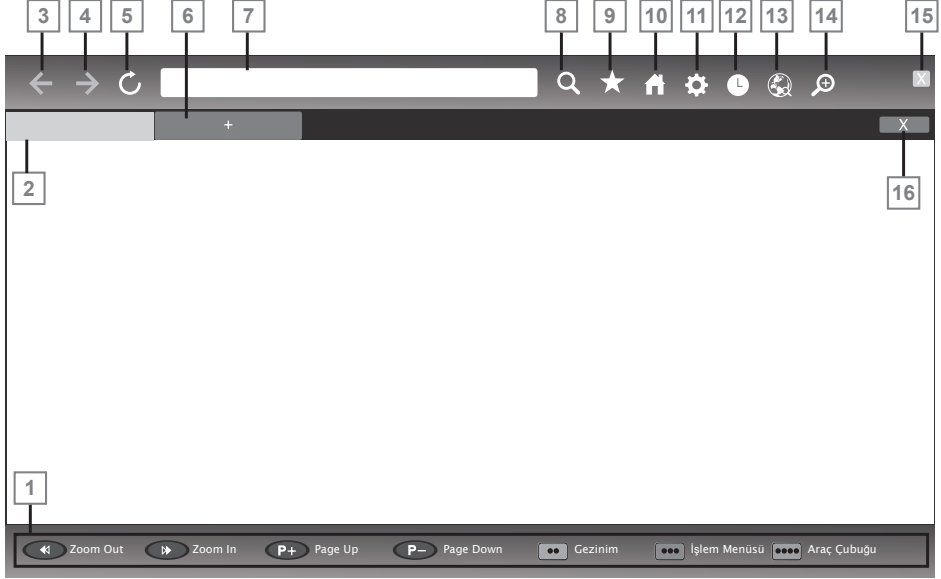 3 4 5 6 7 8 9 10 11 12 13 14 15
X
+ X
2 16
1
Zoom Out Zoom In P+ Page Up P− Page Down Gezinim İşlem Menüsü Araç Çubuğu